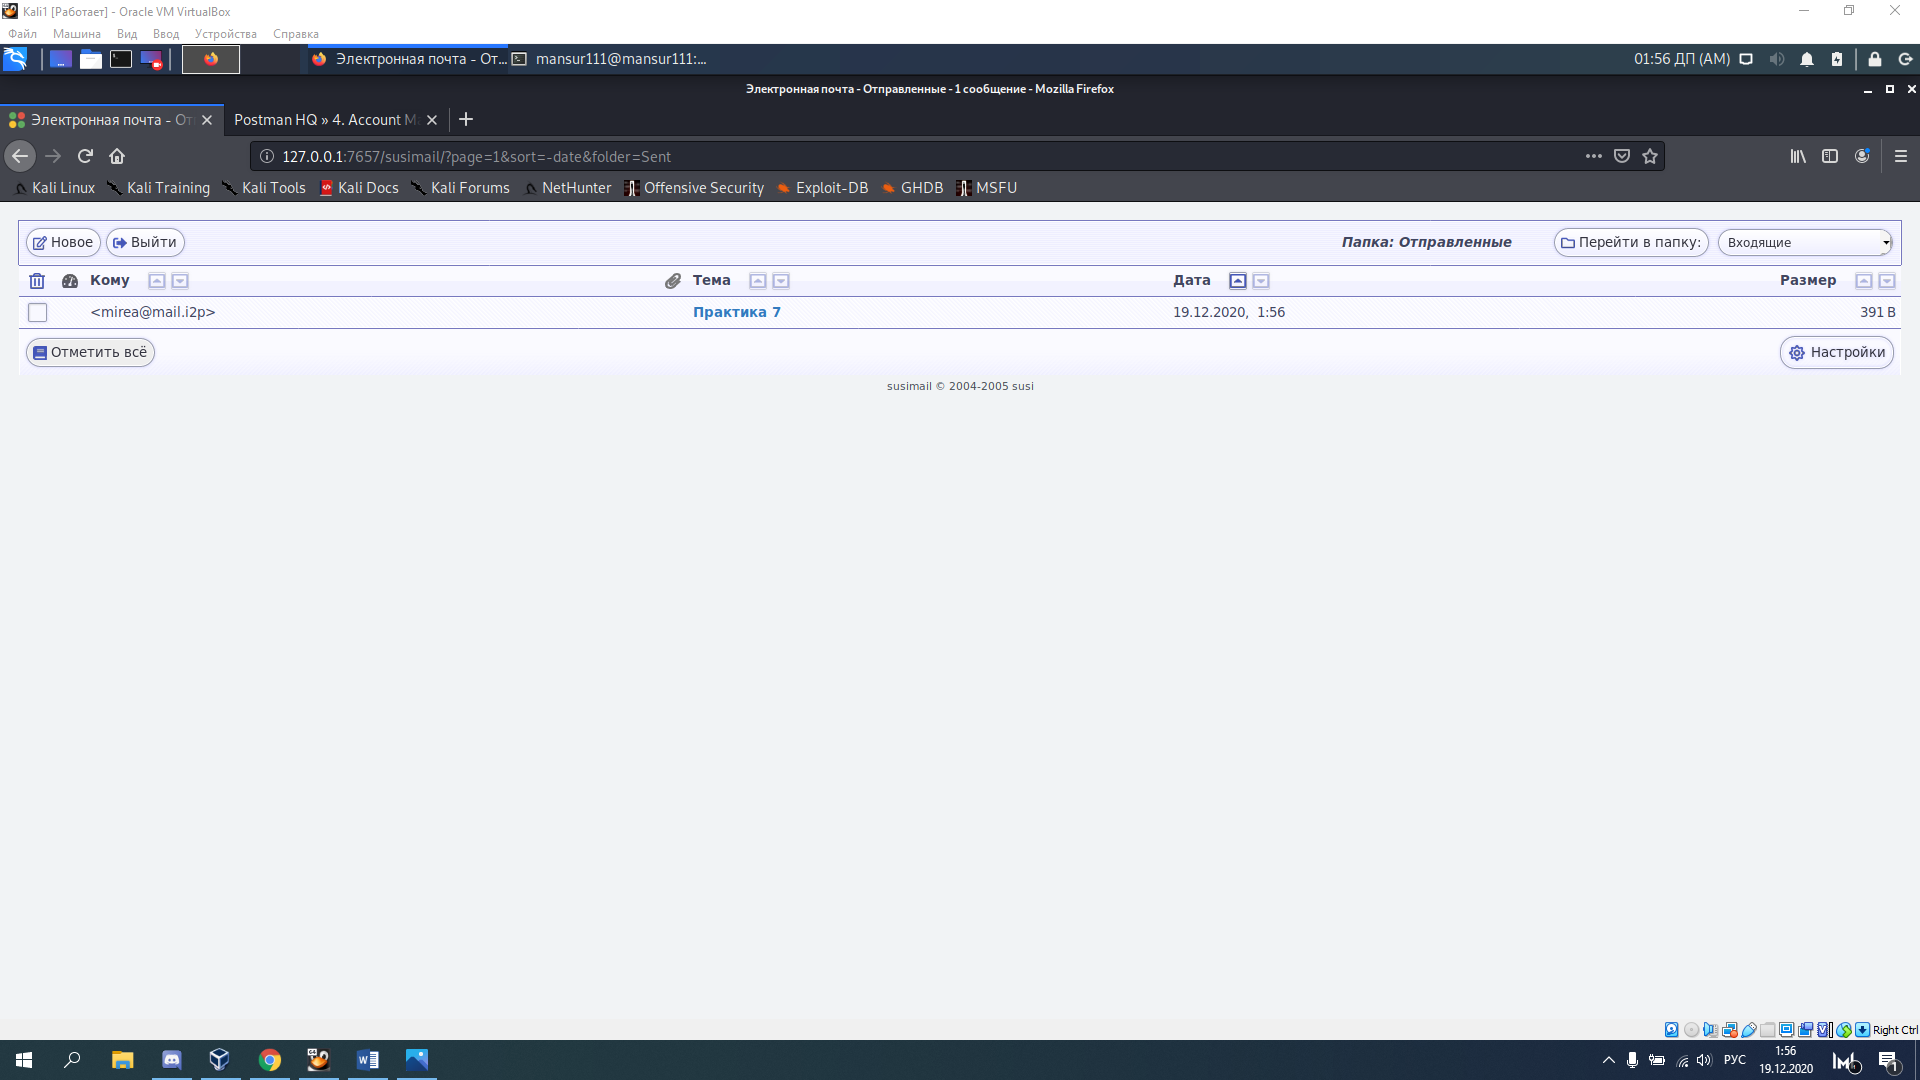 Kali1 [Работает] - Oracle VM VirtualBox
Файл Машина Вид Ввод Устройства Справка
Электронная почта - От... mansur111@mansur111:... 01:56 ДП (AM)
Электронная почта - Отправленные - 1 сообщение - Mozilla Firefox
Электронная почта - От Postman HQ » 4. Account M
127.0.0.1:7657/susimail/?page=1&sort=-date&folder=Sent
Kali Linux Kali Training Kali Tools Kali Docs Kali Forums NetHunter Offensive Security Exploit-DB GHDB MSFU
Новое Выйти Папка: Отправленные Перейти в папку: Входящие
Кому Тема Дата Размер
<mirea@mail.i2p> Практика 7 19.12.2020, 1:56 391 B
Отметить всё Настройки
susimail © 2004-2005 susi
Right Ctrl
РУС 1:56
19.12.2020 1